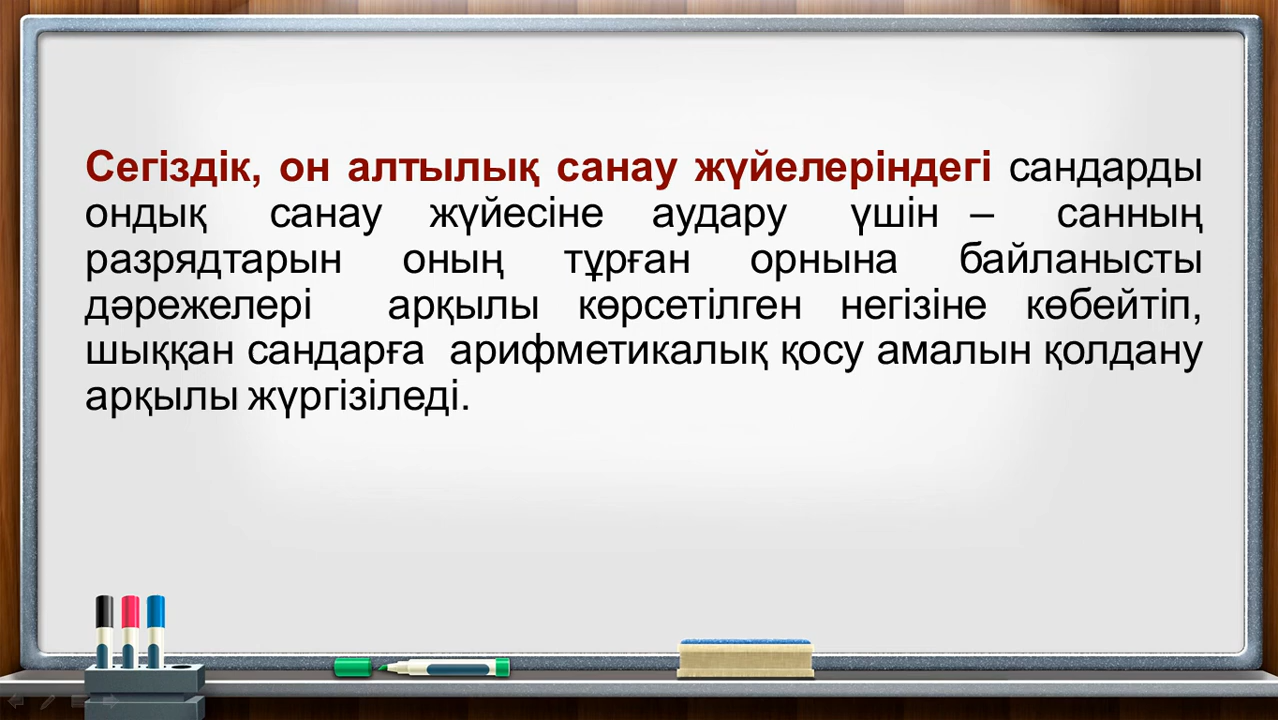 Сегіздік, он алтылық санау жүйелеріндегі сандарды
ондық санау жүйесіне аудару үшін – санның
разрядтарын оның тұрған орнына байланысты
дәрежелері арқылы көрсетілген негізіне көбейтіп,
шыққан сандарға арифметикалық қосу амалын қолдану
арқылы жүргізіледі.